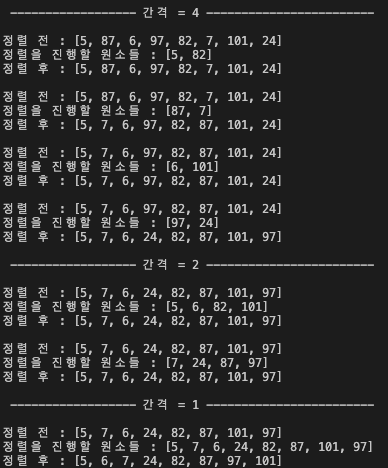 —————————————————— 간격 = 4 ————————————————————————
정렬 전 : [5, 87, 6, 97, 82, 7, 101, 24]
정렬을 진행할 원소들 : [5, 82]
정렬 후 : [5, 87, 6, 97, 82, 7, 101, 24]
정렬 전 : [5, 87, 6, 97, 82, 7, 101, 24]
정렬을 진행할 원소들 : [87, 7]
정렬 후 : [5, 7, 6, 97, 82, 87, 101, 24]
정렬 전 : [5, 7, 6, 97, 82, 87, 101, 24]
정렬을 진행할 원소들 : [6, 101]
정렬 후 : [5, 7, 6, 97, 82, 87, 101, 24]
정렬 전 : [5, 7, 6, 97, 82, 87, 101, 24]
정렬을 진행할 원소들 : [97, 24]
정렬 후 : [5, 7, 6, 24, 82, 87, 101, 97]
—————————————————— 간격 = 2 ————————————————————————
정렬 전 : [5, 7, 6, 24, 82, 87, 101, 97]
정렬을 진행할 원소들 : [5, 6, 82, 101]
정렬 후 : [5, 7, 6, 24, 82, 87, 101, 97]
정렬 전 : [5, 7, 6, 24, 82, 87, 101, 97]
정렬을 진행할 원소들 : [7, 24, 87, 97]
정렬 후 : [5, 7, 6, 24, 82, 87, 101, 97]
—————————————————— 간격 = 1 ————————————————————————
정렬 전 : [5, 7, 6, 24, 82, 87, 101, 97]
정렬을 진행할 원소들 : [5, 7, 6, 24, 82, 87, 101, 97]
정렬 후 : [5, 6, 7, 24, 82, 87, 97, 101]